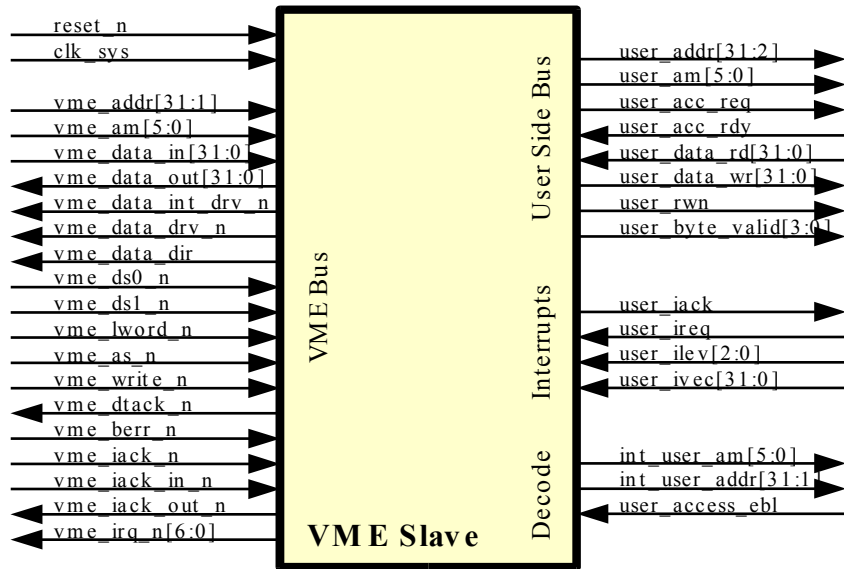 reset_n
clk_sys
vme_addr[31:1]
vme_am[5:0]
vme_data_in[31:0]
vme_data_out[31:0]
vme_data_int_drv_n
vme_data_drv_n
vme_data_dir
vme_ds0_n
vme_ds1_n
vme_lword_n
vme_as_n
vme_write_n
vme_dtack_n
vme_berr_n
vme_iack_n
vme_iack_in_n
vme_iack_out_n
vme_irq_n[6:0]
VME Bus
VME Slave
User Side Bus
Interrupts
Decode
user_addr[31:2]
user_am[5:0]
user_acc_req
user_acc_rdy
user_data_rd[31:0]
user_data_wr[31:0]
user_rwn
user_byte_valid[3:0]
user_iack
user_ireq
user_ilev[2:0]
user_ivec[31:0]
int_user_am[5:0]
int_user_addr[31:1]
user_access_ebl